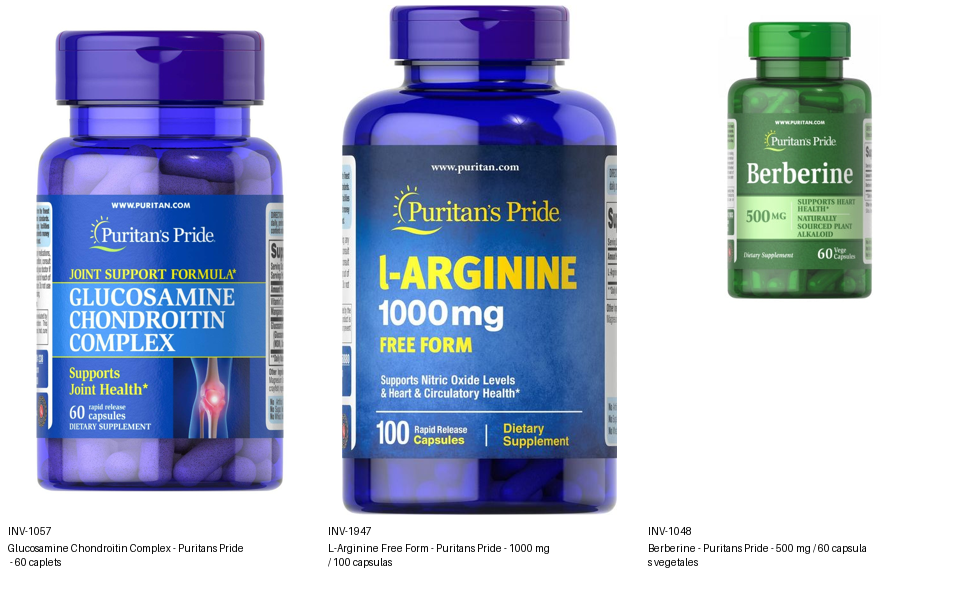 WWW.PURITAN.COM
Puritan's Pride
JOINT SUPPORT FORMULA*
GLUCOSAMINE
CHONDROITIN
COMPLEX
Supports
Joint Health*
60 rapid release
capsules
DIETARY SUPPLEMENT
INV-1057
Glucosamine Chondroitin Complex - Puritans Pride
- 60 caplets
www.puritan.com
Puritan's Pride
l-ARGININE
1000 mg
FREE FORM
Supports Nitric Oxide Levels
& Heart & Circulatory Health*
100 Rapid Release
Capsules
Dietary
Supplement
INV-1947
L-Arginine Free Form - Puritans Pride - 1000 mg
/ 100 capsulas
WWW.PURITAN.COM
Puritan's Pride
Berberine
500 MG
SUPPORTS HEART
HEALTH*
NATURALLY
SOURCED PLANT
ALKALOID
Dietary Supplement
60 Vege
Capsules
INV-1048
Berberine - Puritans Pride - 500 mg / 60 capsula
s vegetales